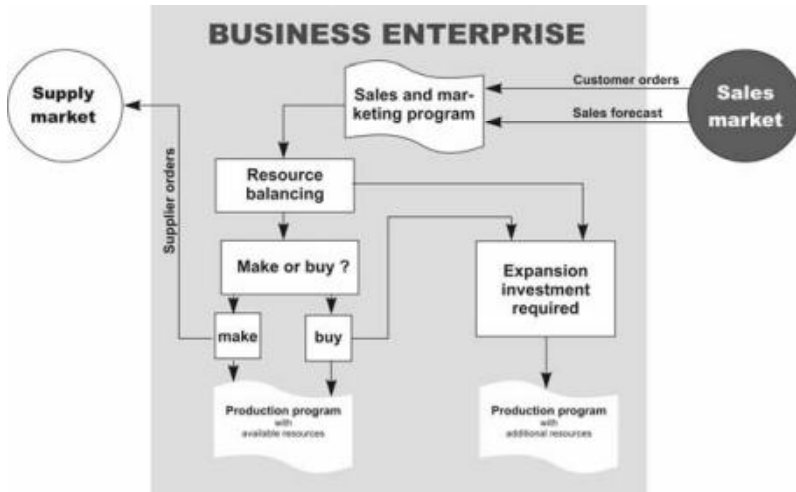 BUSINESS ENTERPRISE
Supply
market
Sales and mar-
keting program
Customer orders
Sales forecast
Sales
market
Supplier orders
Resource
balancing
Make or buy ?
Expansion
investment
required
make
buy
Production program
with
available resources
Production program
with
additional resources